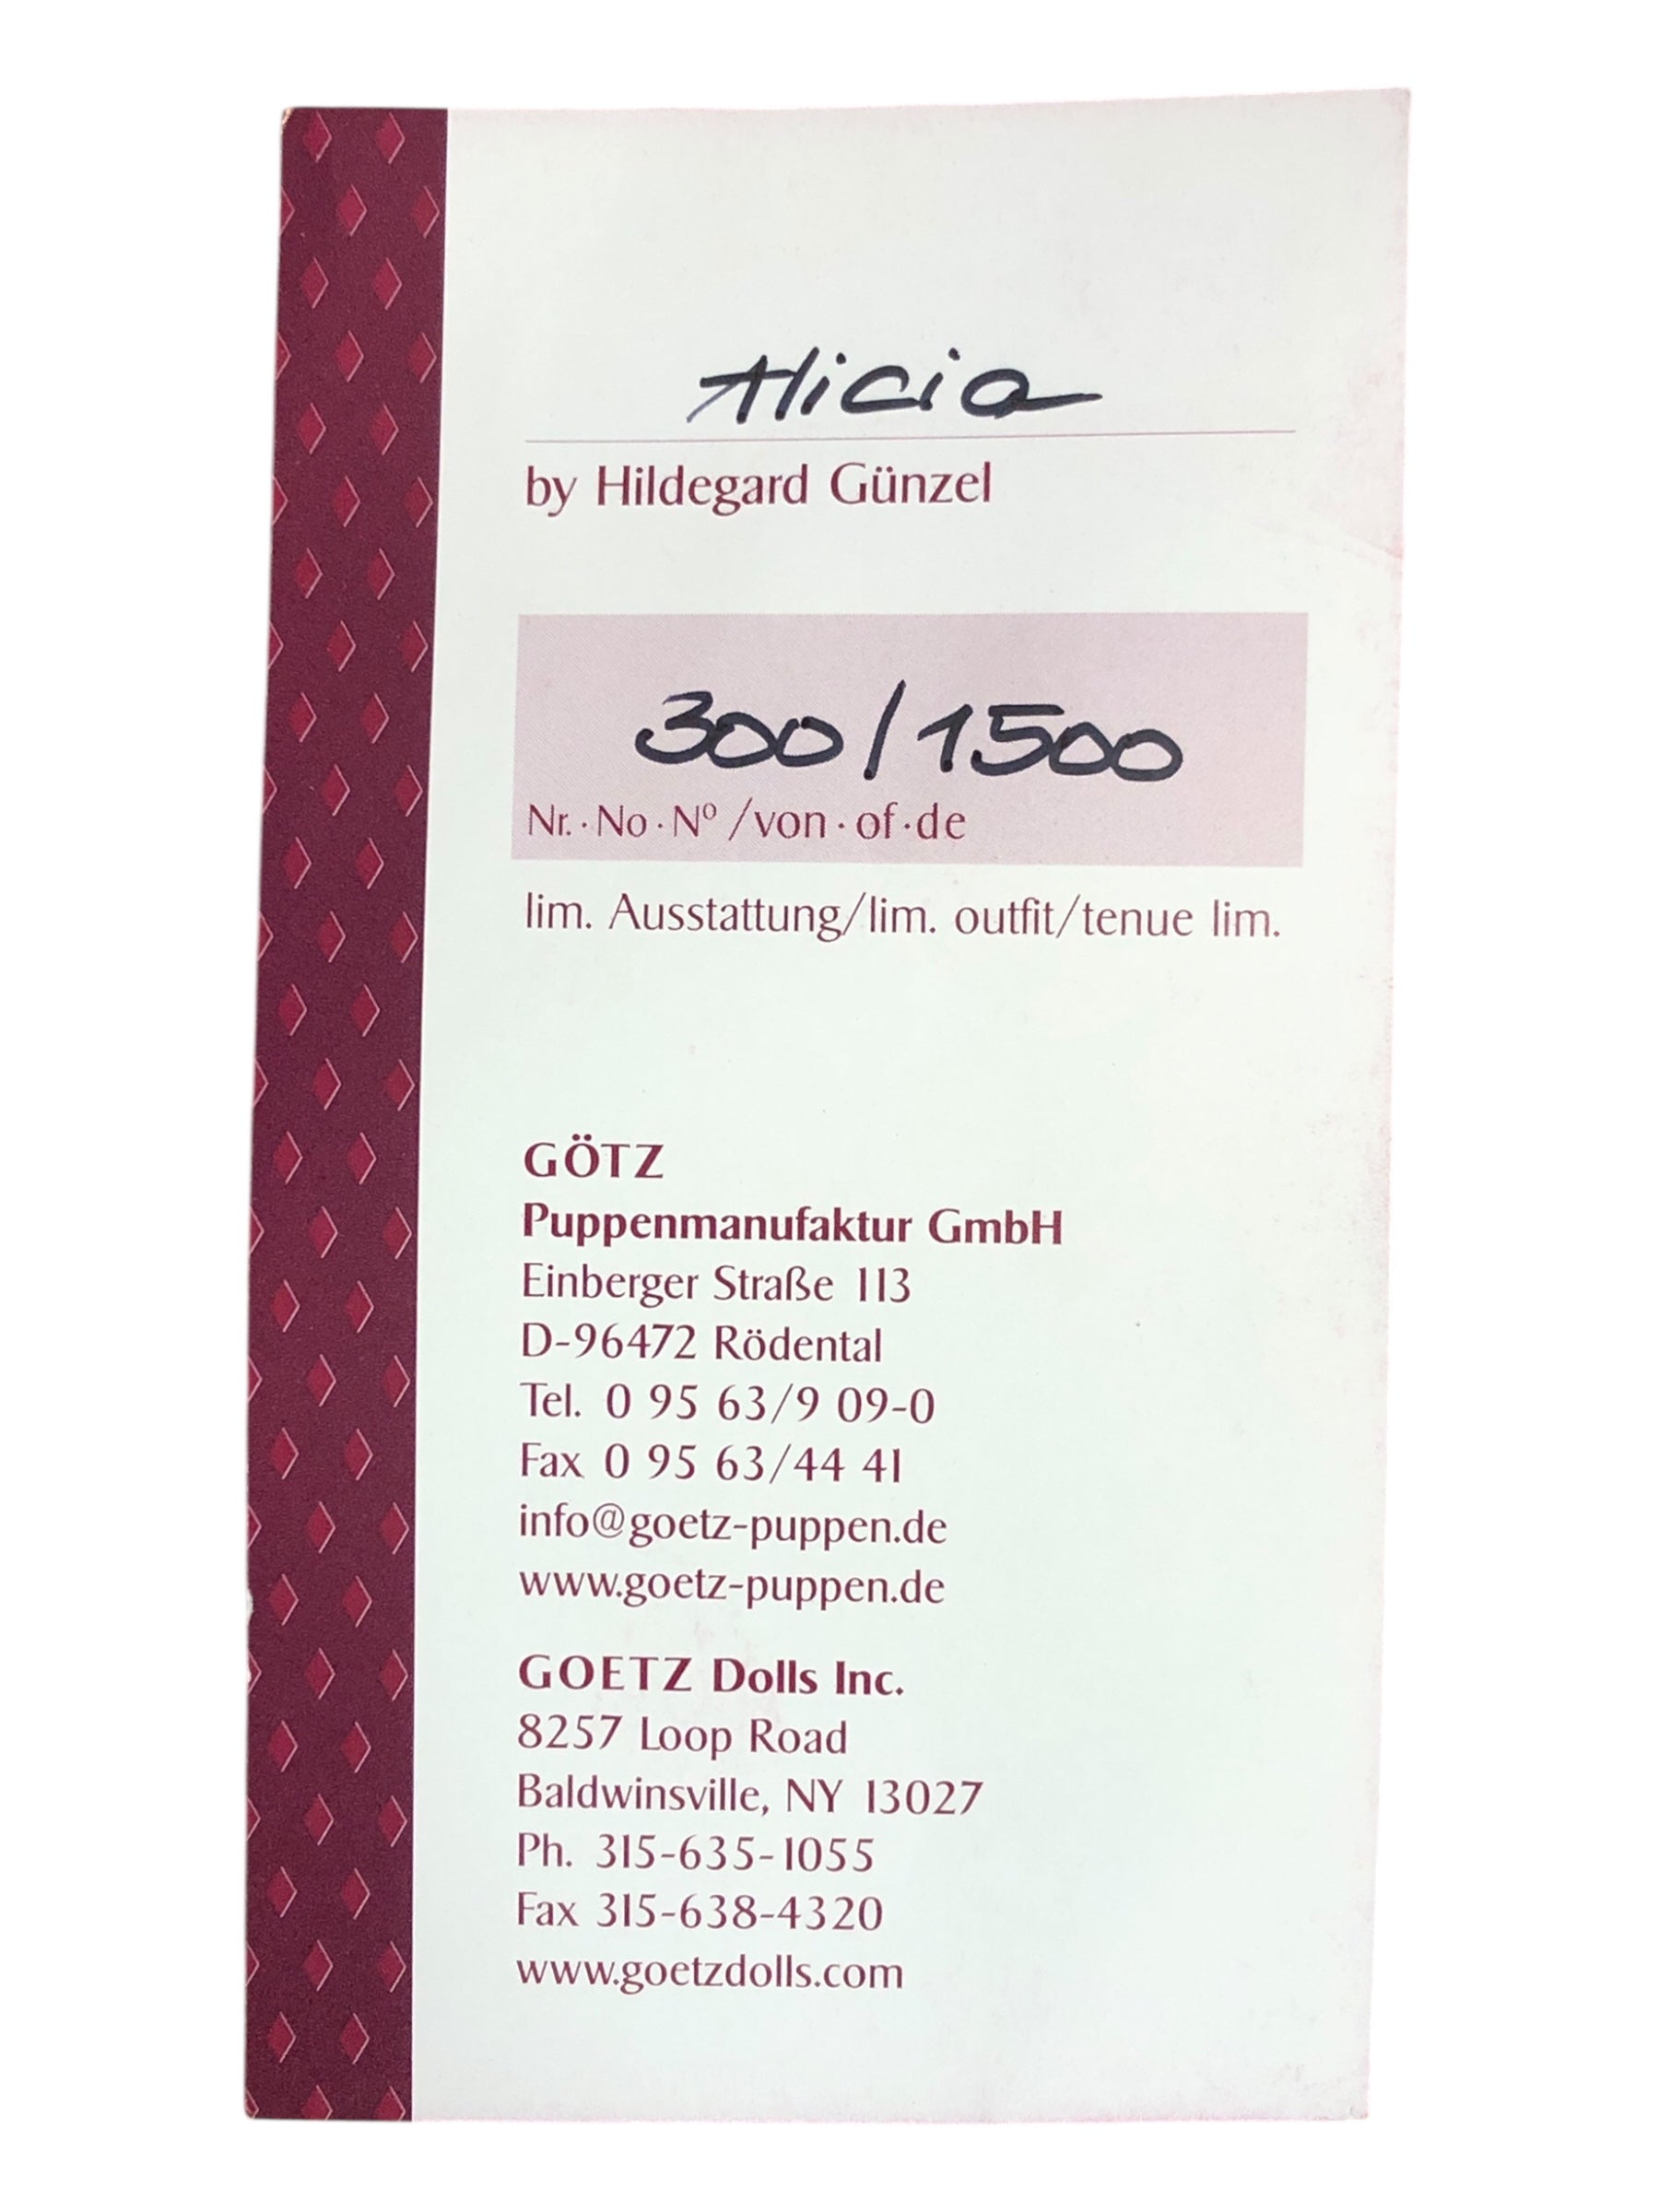 Alicia
by Hildegard Günzel
300/1500
Nr. · No · Nº /von · of · de
lim. Ausstattung/lim. outfit/tenue lim.
GÖTZ
Puppenmanufaktur GmbH
Einberger Straße 113
D-96472 Rödental
Tel. 0 95 63/9 09-0
Fax 0 95 63/44 41
info@goetz-puppen.de
www.goetz-puppen.de
GOETZ Dolls Inc.
8257 Loop Road
Baldwinsville, NY 13027
Ph. 315-635-1055
Fax 315-638-4320
www.goetzdolls.com